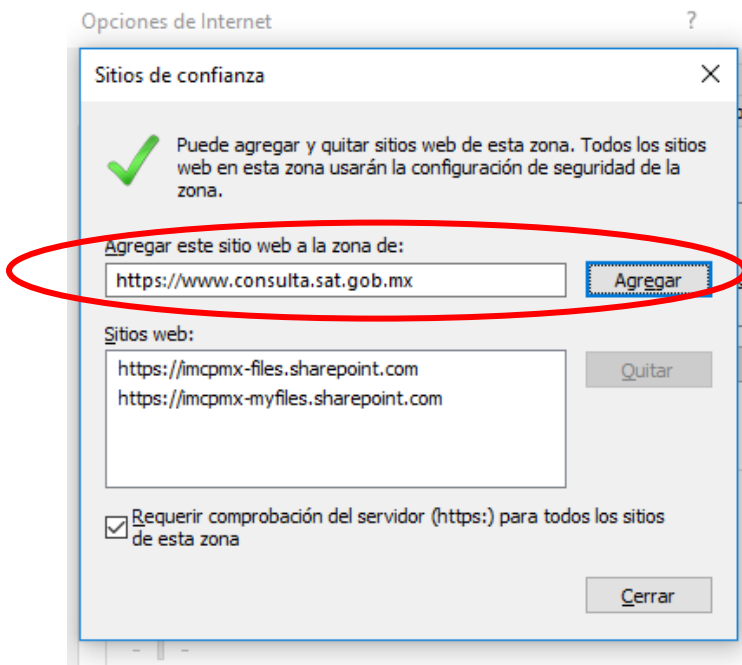 Opciones de Internet ?
Sitios de confianza
Puede agregar y quitar sitios web de esta zona. Todos los sitios
web en esta zona usarán la configuración de seguridad de la
zona.
Agregar este sitio web a la zona de:
https://www.consulta.sat.gob.mx Agregar
Sitios web:
https://imcpmx-files.sharepoint.com Quitar
https://imcpmx-myfiles.sharepoint.com
Requerir comprobación del servidor (https:) para todos los sitios
de esta zona
Cerrar